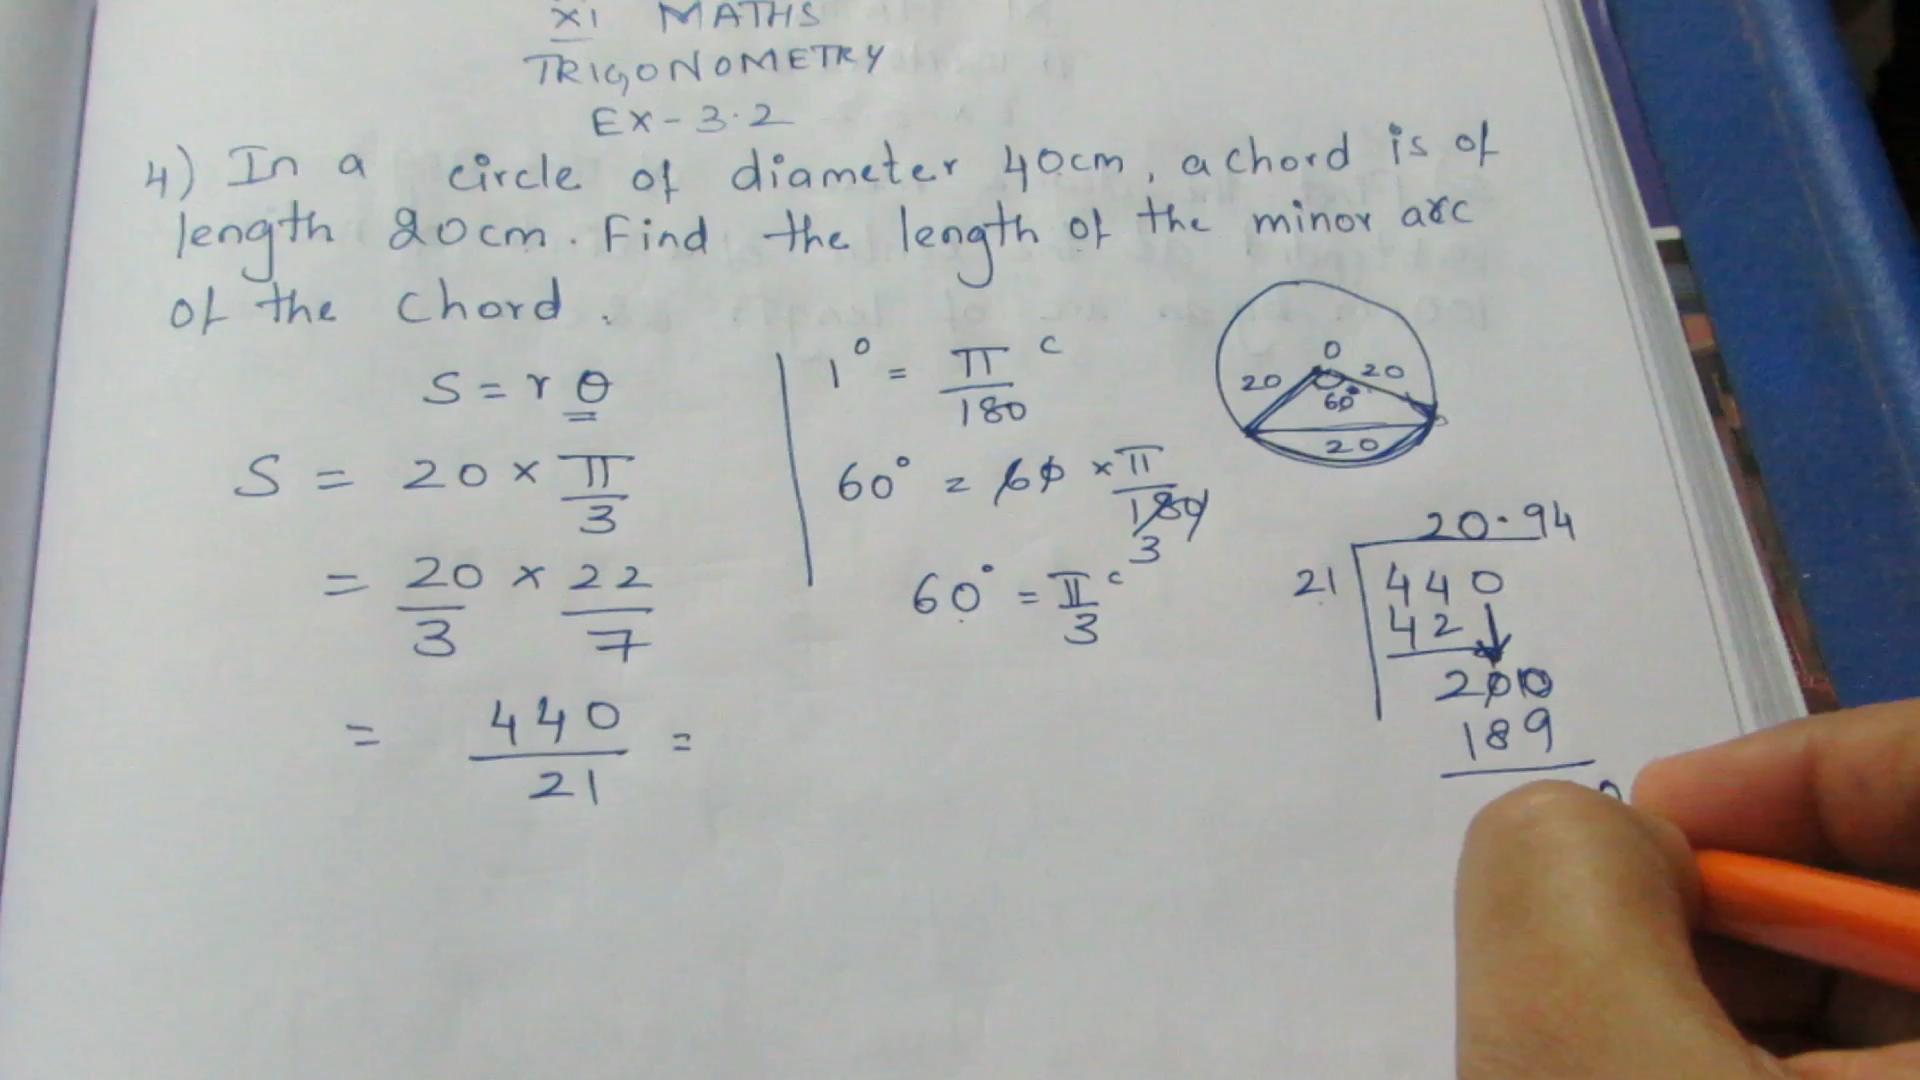 XI MATHS
TRIGONOMETRY
EX - 3.2
4) In a circle of diameter 40cm, a chord is of
length 20cm. Find the length of the minor arc
of the chord.
S = r θ
S = 20 × π/3
= 20/3 × 22/7
= 440/21 =
1° = π/180 c
60° = 60 × π/180
3
60° = π/3 c
O
20 20
60°
20
20.94
21 440
42
200
189